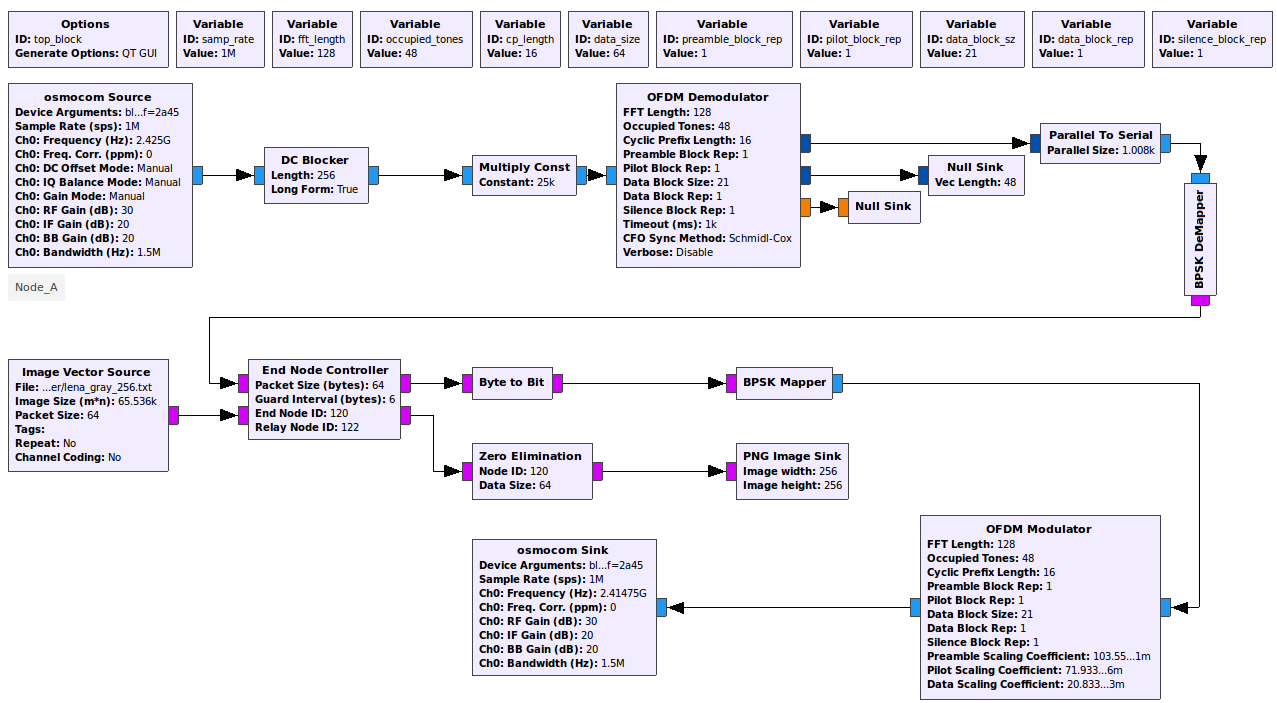 Options
ID: top_block
Generate Options: QT GUI
Variable
ID: samp_rate
Value: 1M
Variable
ID: fft_length
Value: 128
Variable
ID: occupied_tones
Value: 48
Variable
ID: cp_length
Value: 16
Variable
ID: data_size
Value: 64
Variable
ID: preamble_block_rep
Value: 1
Variable
ID: pilot_block_rep
Value: 1
Variable
ID: data_block_sz
Value: 21
Variable
ID: data_block_rep
Value: 1
Variable
ID: silence_block_rep
Value: 1
osmocom Source
Device Arguments: bl...f=2a45
Sample Rate (sps): 1M
Ch0: Frequency (Hz): 2.425G
Ch0: Freq. Corr. (ppm): 0
Ch0: DC Offset Mode: Manual
Ch0: IQ Balance Mode: Manual
Ch0: Gain Mode: Manual
Ch0: RF Gain (dB): 30
Ch0: IF Gain (dB): 20
Ch0: BB Gain (dB): 20
Ch0: Bandwidth (Hz): 1.5M
DC Blocker
Length: 256
Long Form: True
Multiply Const
Constant: 25k
OFDM Demodulator
FFT Length: 128
Occupied Tones: 48
Cyclic Prefix Length: 16
Preamble Block Rep: 1
Pilot Block Rep: 1
Data Block Size: 21
Data Block Rep: 1
Silence Block Rep: 1
Timeout (ms): 1k
CFO Sync Method: Schmidl-Cox
Verbose: Disable
Parallel To Serial
Parallel Size: 1.008k
Null Sink
Vec Length: 48
Null Sink
BPSK DeMapper
Node_A
Image Vector Source
File: ...er/lena_gray_256.txt
Image Size (m*n): 65.536k
Packet Size: 64
Tags:
Repeat: No
Channel Coding: No
End Node Controller
Packet Size (bytes): 64
Guard Interval (bytes): 6
End Node ID: 120
Relay Node ID: 122
Byte to Bit
BPSK Mapper
Zero Elimination
Node ID: 120
Data Size: 64
PNG Image Sink
Image width: 256
Image height: 256
osmocom Sink
Device Arguments: bl...f=2a45
Sample Rate (sps): 1M
Ch0: Frequency (Hz): 2.41475G
Ch0: Freq. Corr. (ppm): 0
Ch0: RF Gain (dB): 30
Ch0: IF Gain (dB): 20
Ch0: BB Gain (dB): 20
Ch0: Bandwidth (Hz): 1.5M
OFDM Modulator
FFT Length: 128
Occupied Tones: 48
Cyclic Prefix Length: 16
Preamble Block Rep: 1
Pilot Block Rep: 1
Data Block Size: 21
Data Block Rep: 1
Silence Block Rep: 1
Preamble Scaling Coefficient: 103.55...1m
Pilot Scaling Coefficient: 71.933...6m
Data Scaling Coefficient: 20.833...3m